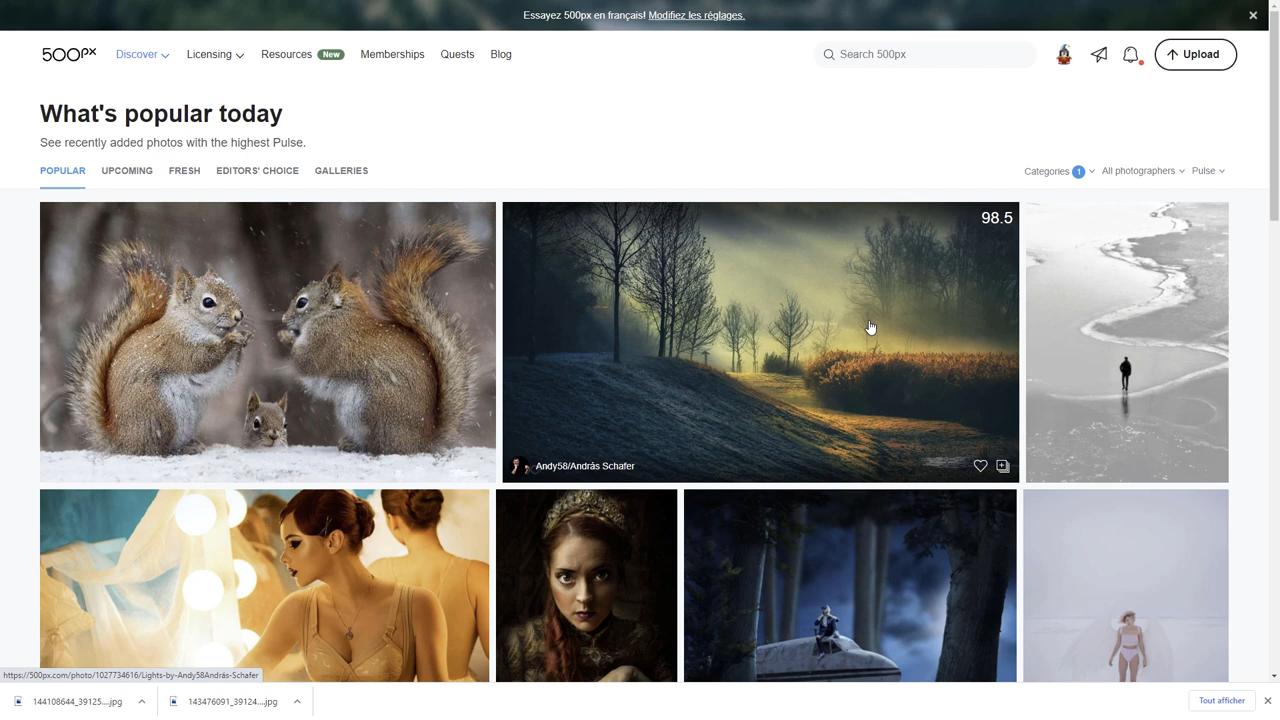 Essayez 500px en français! Modifiez les réglages.
500px Discover Licensing Resources New Memberships Quests Blog Search 500px Upload
What's popular today
See recently added photos with the highest Pulse.
POPULAR UPCOMING FRESH EDITORS' CHOICE GALLERIES Categories 1 All photographers Pulse
98.5
Andy58/András Schafer
https://500px.com/photo/1027734616/Lights-by-Andy58András-Schafer
144108644_39125....jpg 143476091_39124....jpg Tout afficher